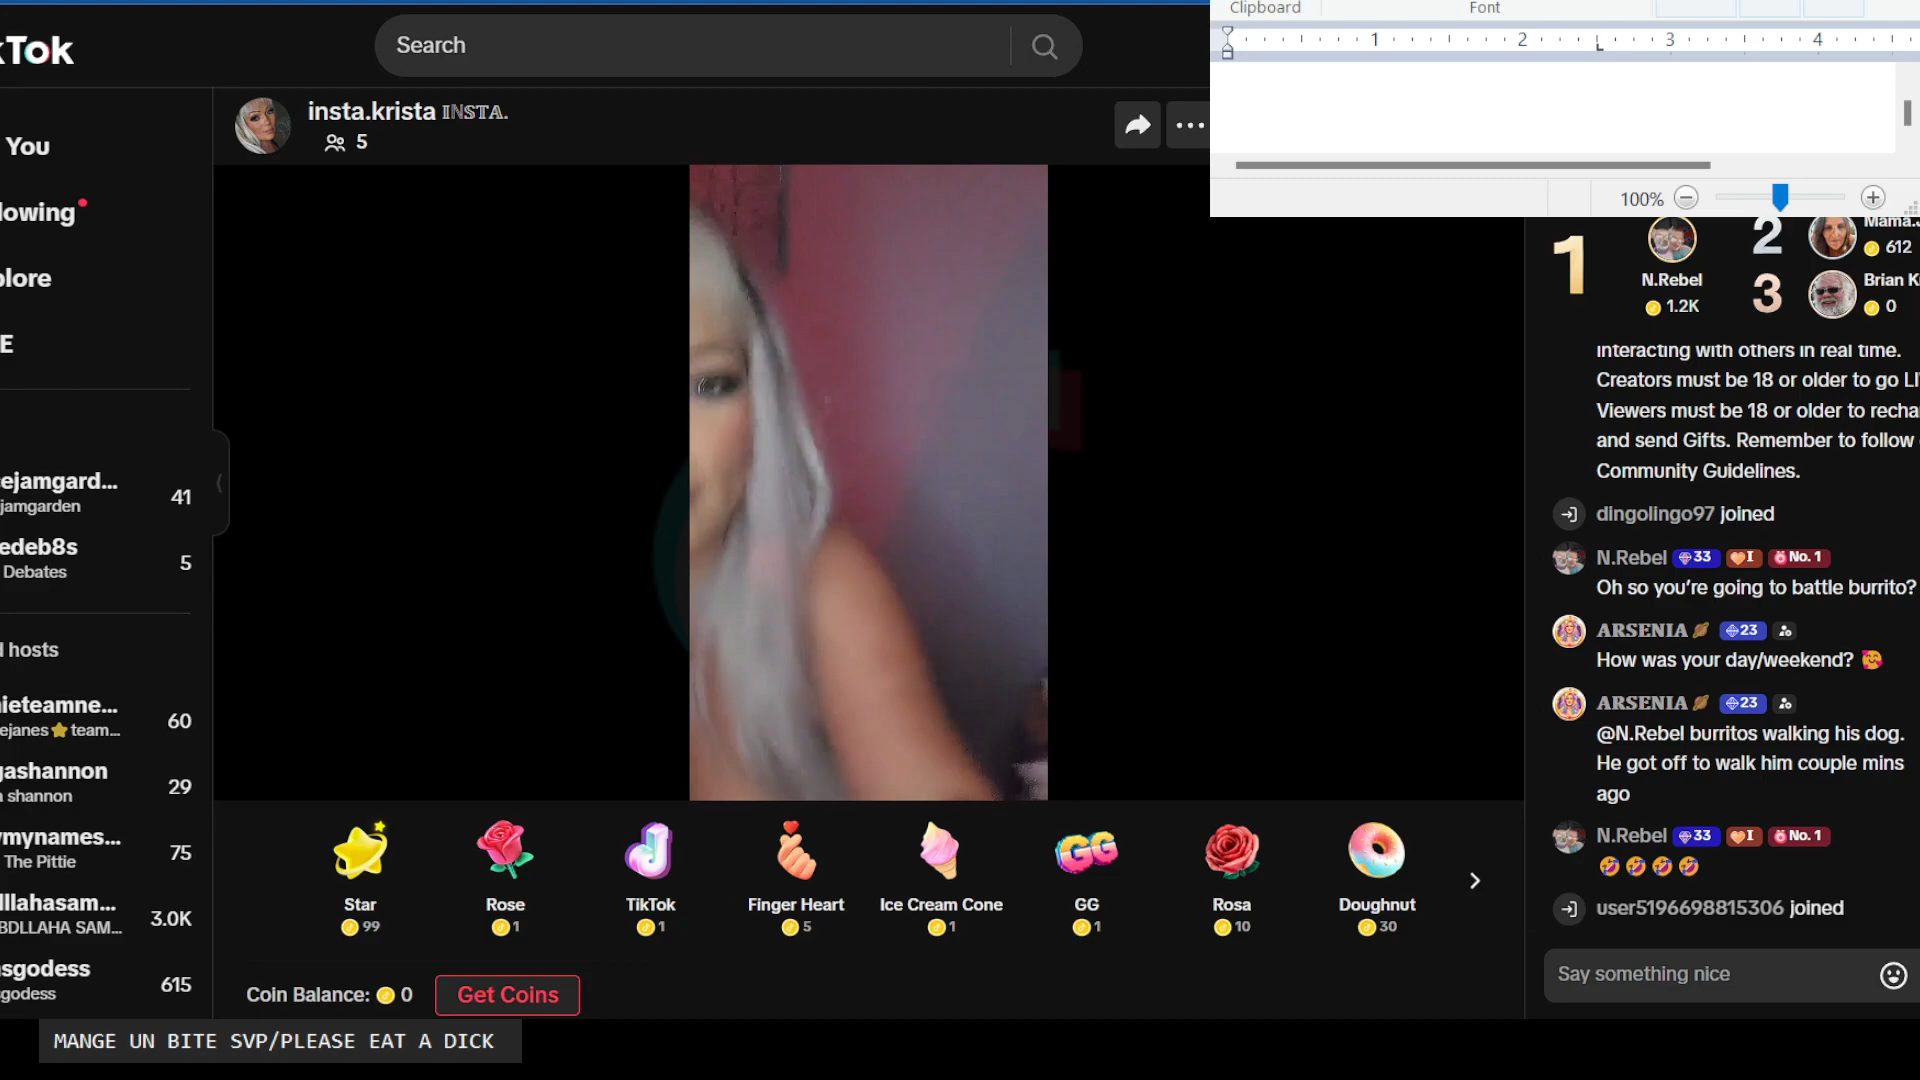 kTok
Search
Clipboard
Font
1 2 3 4
100%
insta.krista INSTA.
5
You
lowing
plore
E
ejamgard...
jamgarden
41
edeb8s
Debates
5
l hosts
nieteamne...
ejanes⭐team...
60
gashannon
a shannon
29
ymynames...
The Pittie
75
lllahasam...
BDLLAHA SAM...
3.0K
sgodess
godess
615
1
N.Rebel
1.2K
2
Mama.
612
3
Brian K
0
interacting with others in real time.
Creators must be 18 or older to go LI
Viewers must be 18 or older to recha
and send Gifts. Remember to follow
Community Guidelines.
dingolingo97 joined
N.Rebel 33 I No. 1
Oh so you're going to battle burrito?
ARSENIA🪐 23
How was your day/weekend? 🥰
ARSENIA🪐 23
@N.Rebel burritos walking his dog.
He got off to walk him couple mins
ago
N.Rebel 33 I No. 1
🤣🤣🤣🤣
user5196698815306 joined
Say something nice
GG
Star
99
Rose
1
TikTok
1
Finger Heart
5
Ice Cream Cone
1
GG
1
Rosa
10
Doughnut
30
Coin Balance: 0
Get Coins
MANGE UN BITE SVP/PLEASE EAT A DICK